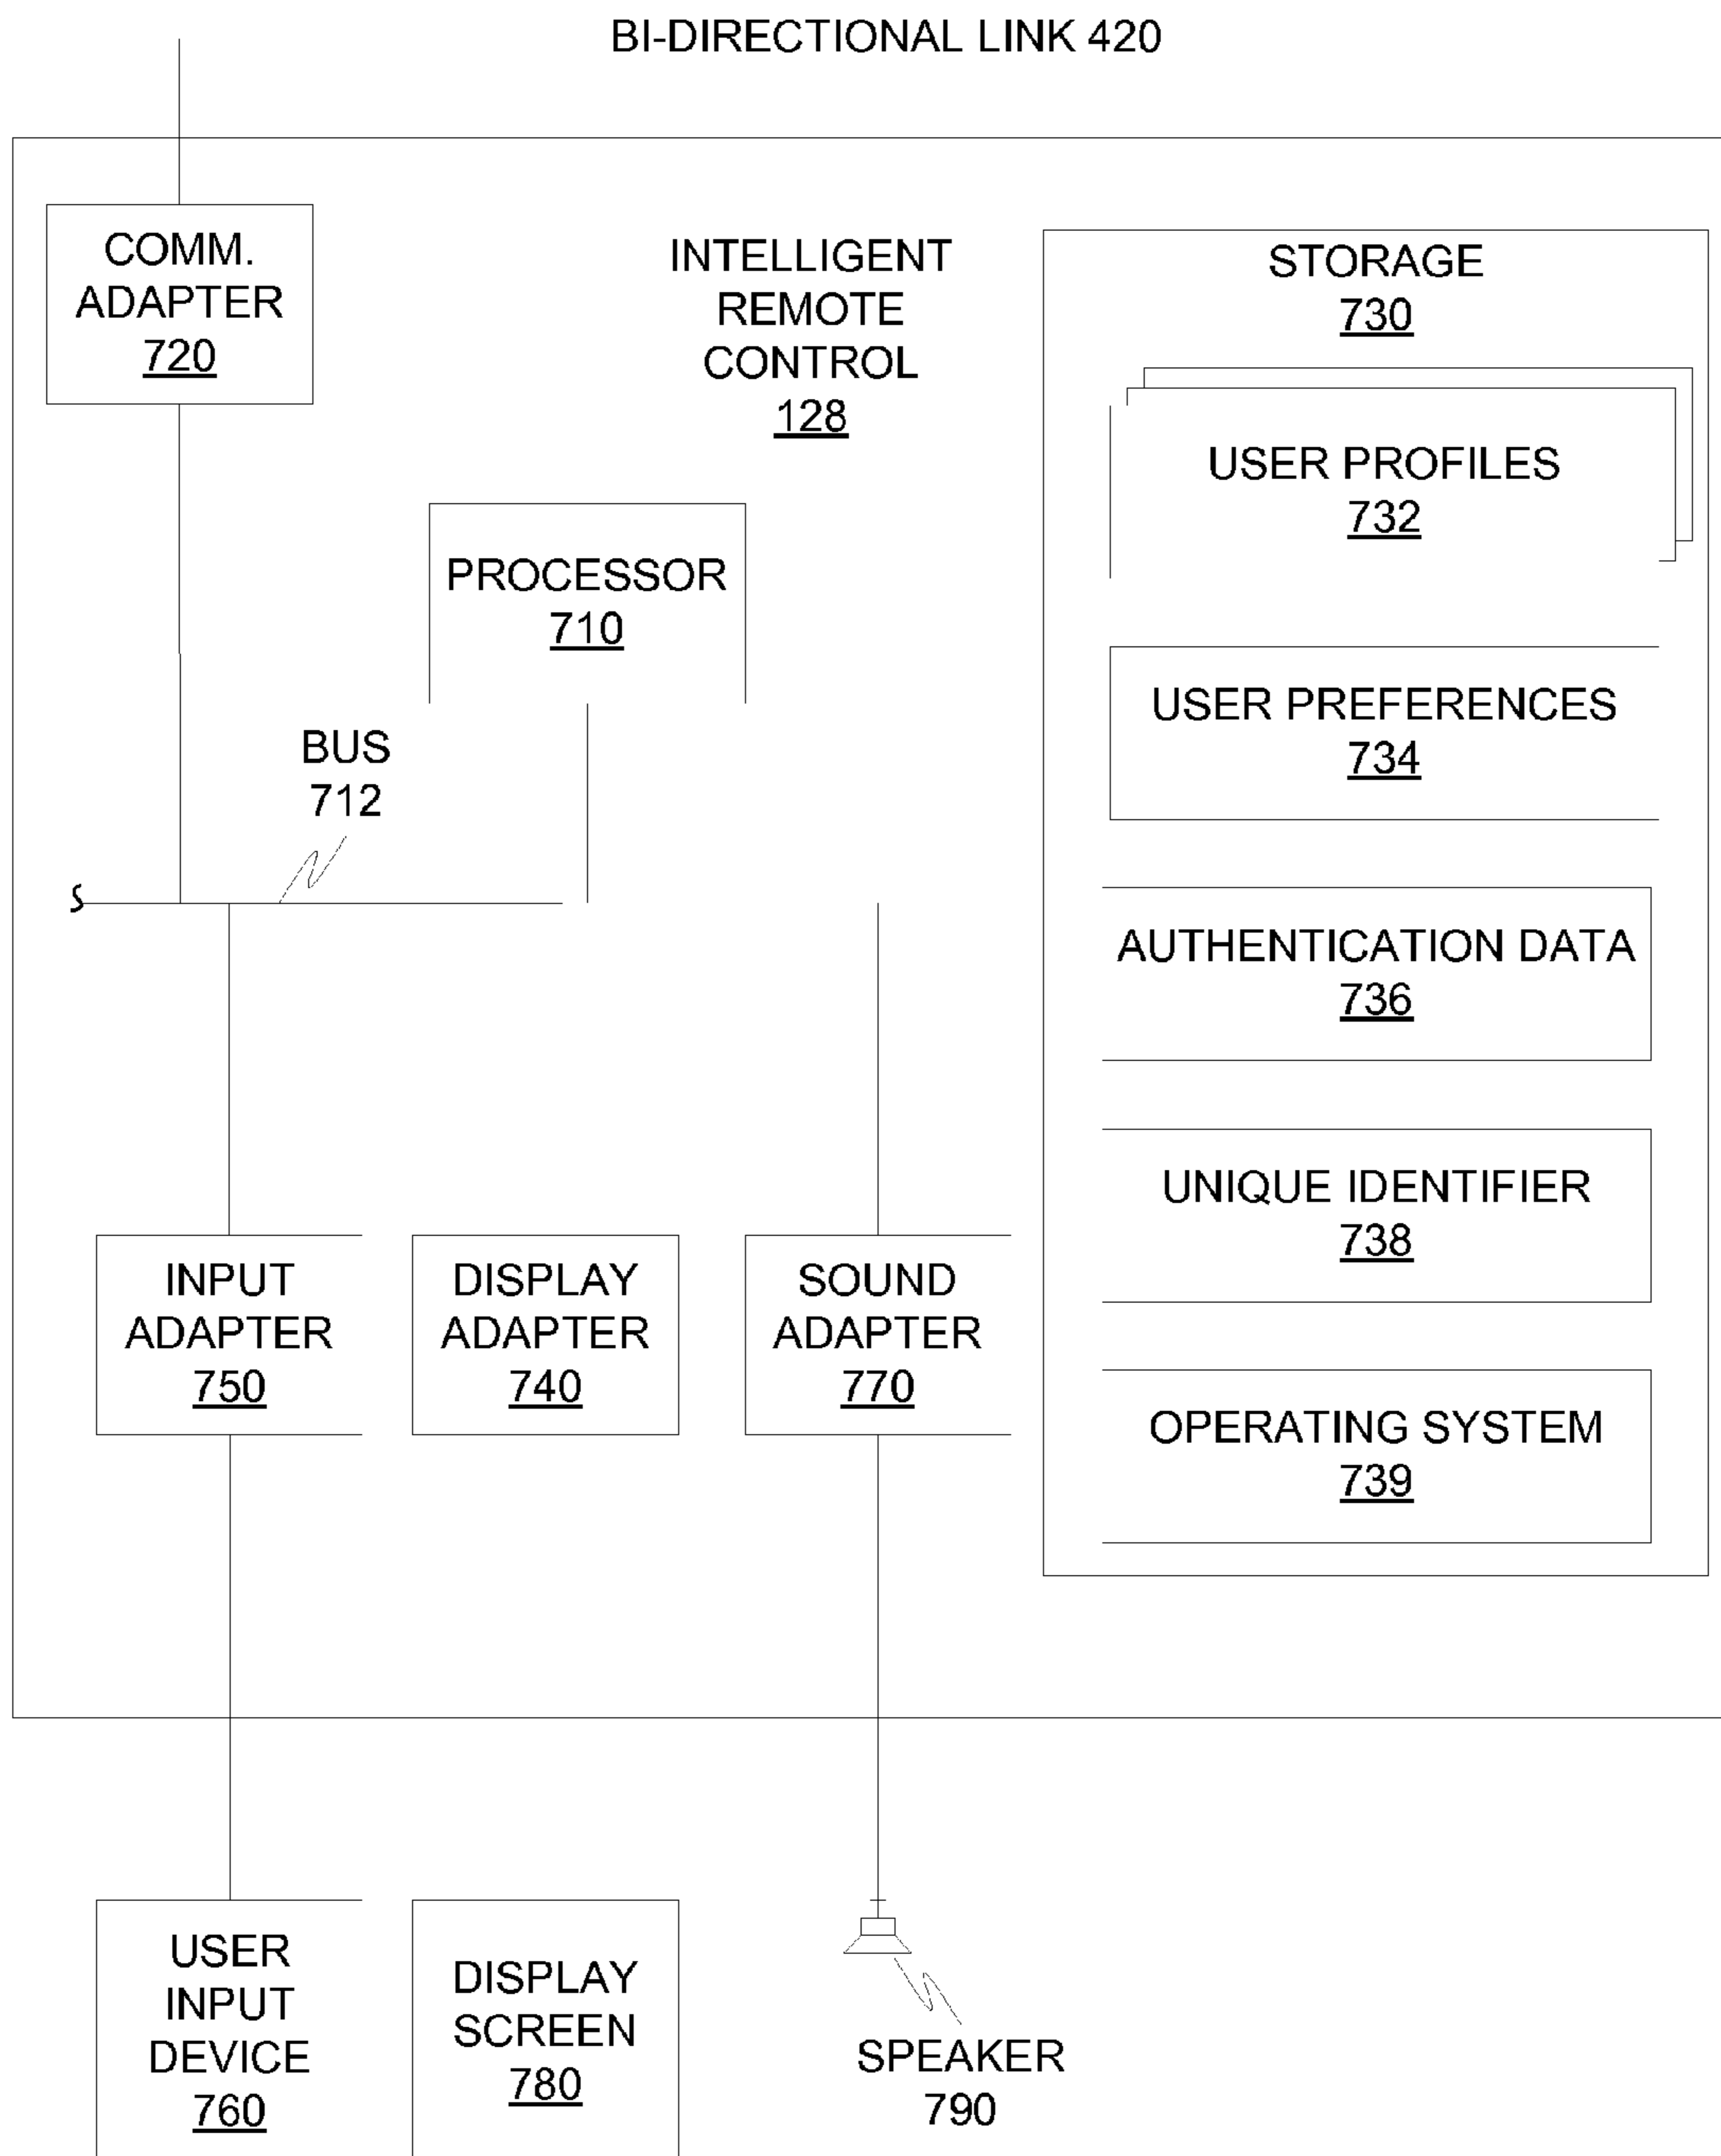 BI-DIRECTIONAL LINK 420
COMM.
ADAPTER
720
INTELLIGENT
REMOTE
CONTROL
128
STORAGE
730
USER PROFILES
732
PROCESSOR
710
USER PREFERENCES
734
BUS
712
AUTHENTICATION DATA
736
UNIQUE IDENTIFIER
738
INPUT
ADAPTER
750
DISPLAY
ADAPTER
740
SOUND
ADAPTER
770
OPERATING SYSTEM
739
USER
INPUT
DEVICE
760
DISPLAY
SCREEN
780
SPEAKER
790